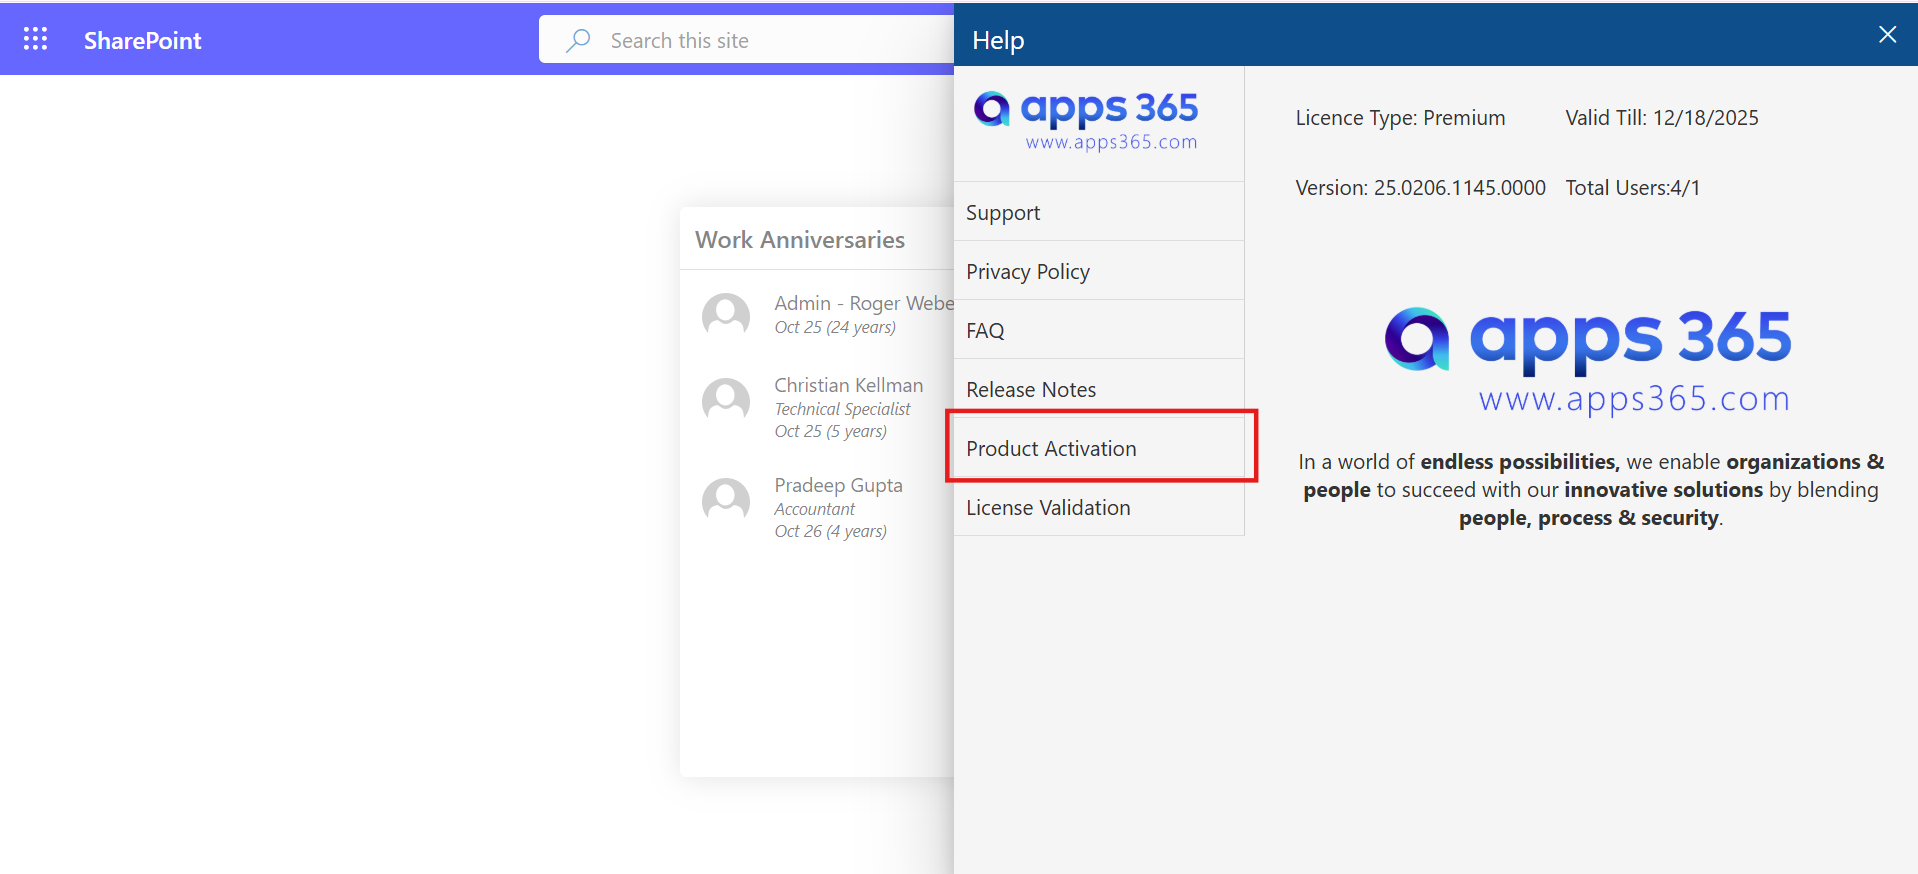 SharePoint
Search this site
Help
apps 365
www.apps365.com
Support
Privacy Policy
FAQ
Release Notes
Product Activation
License Validation
Licence Type: Premium
Valid Till: 12/18/2025
Version: 25.0206.1145.0000
Total Users:4/1
apps 365
www.apps365.com
In a world of endless possibilities, we enable organizations &
people to succeed with our innovative solutions by blending
people, process & security.
Work Anniversaries
Admin - Roger Webe
Oct 25 (24 years)
Christian Kellman
Technical Specialist
Oct 25 (5 years)
Pradeep Gupta
Accountant
Oct 26 (4 years)